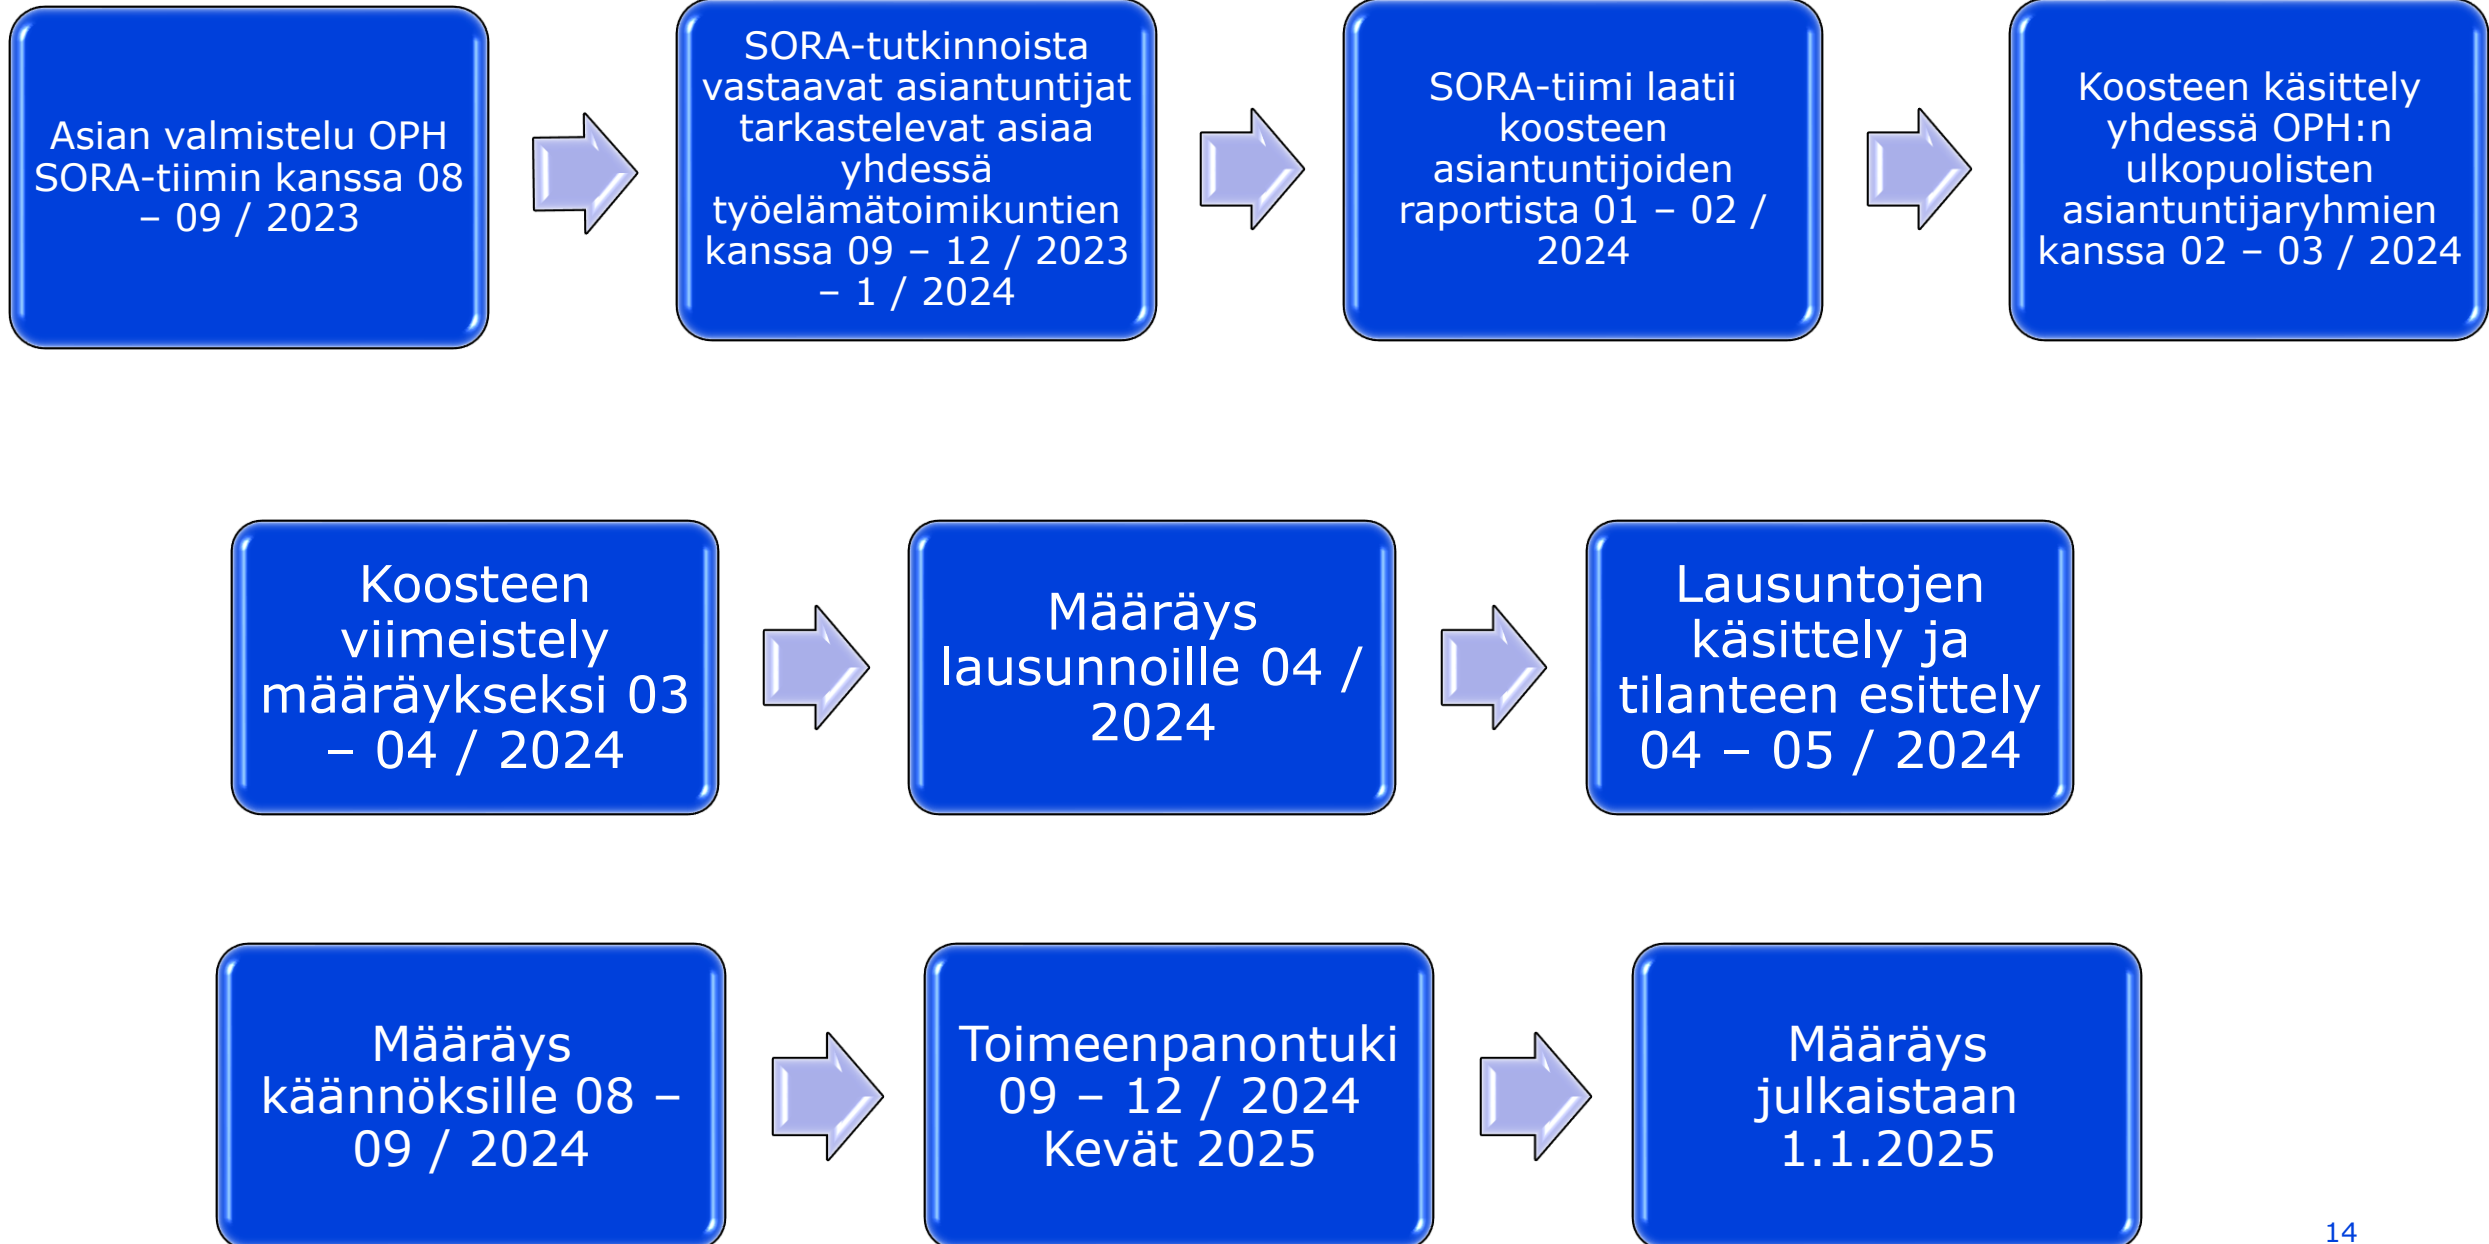 Asian valmistelu OPH
SORA-tiimin kanssa 08
– 09 / 2023
SORA-tutkinnoista
vastaavat asiantuntijat
tarkastelevat asiaa
yhdessä
työelämätoimikuntien
kanssa 09 – 12 / 2023
– 1 / 2024
SORA-tiimi laatii
koosteen
asiantuntijoiden
raportista 01 – 02 /
2024
Koosteen käsittely
yhdessä OPH:n
ulkopuolisten
asiantuntijaryhmien
kanssa 02 – 03 / 2024
Koosteen
viimeistely
määräykseksi 03
– 04 / 2024
Määräys
lausunnoille 04 /
2024
Lausuntojen
käsittely ja
tilanteen esittely
04 – 05 / 2024
Määräys
käännöksille 08 –
09 / 2024
Toimeenpanontuki
09 – 12 / 2024
Kevät 2025
Määräys
julkaistaan
1.1.2025
14